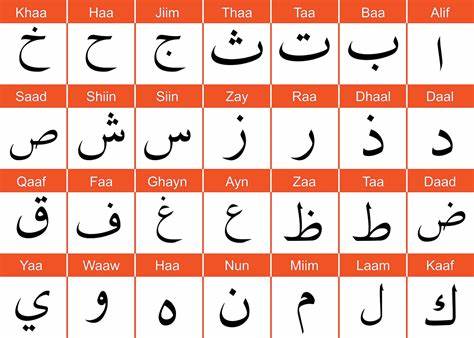 Khaa Haa Jiim Thaa Taa Baa Alif
ا ب ت ث ج ح خ
Saad Shiin Siin Zay Raa Dhaal Daal
د ذ ر ز س ش ص
Qaaf Faa Ghayn Ayn Zaa Taa Daad
ض ط ظ ع غ ف ق
Yaa Waaw Haa Nun Miim Laam Kaaf
ك ل م ن ه و ي